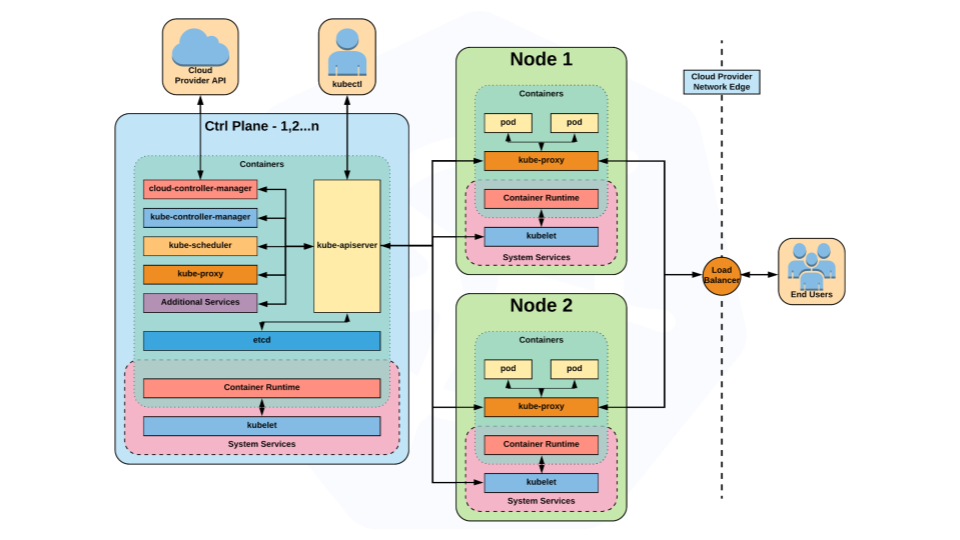 Cloud
Provider API
kubectl
Ctrl Plane - 1,2...n
Containers
cloud-controller-manager
kube-controller-manager
kube-scheduler
kube-proxy
Additional Services
kube-apiserver
etcd
Container Runtime
kubelet
System Services
Node 1
Containers
pod
pod
kube-proxy
Container Runtime
kubelet
System Services
Node 2
Containers
pod
pod
kube-proxy
Container Runtime
kubelet
System Services
Cloud Provider
Network Edge
Load
Balancer
End Users